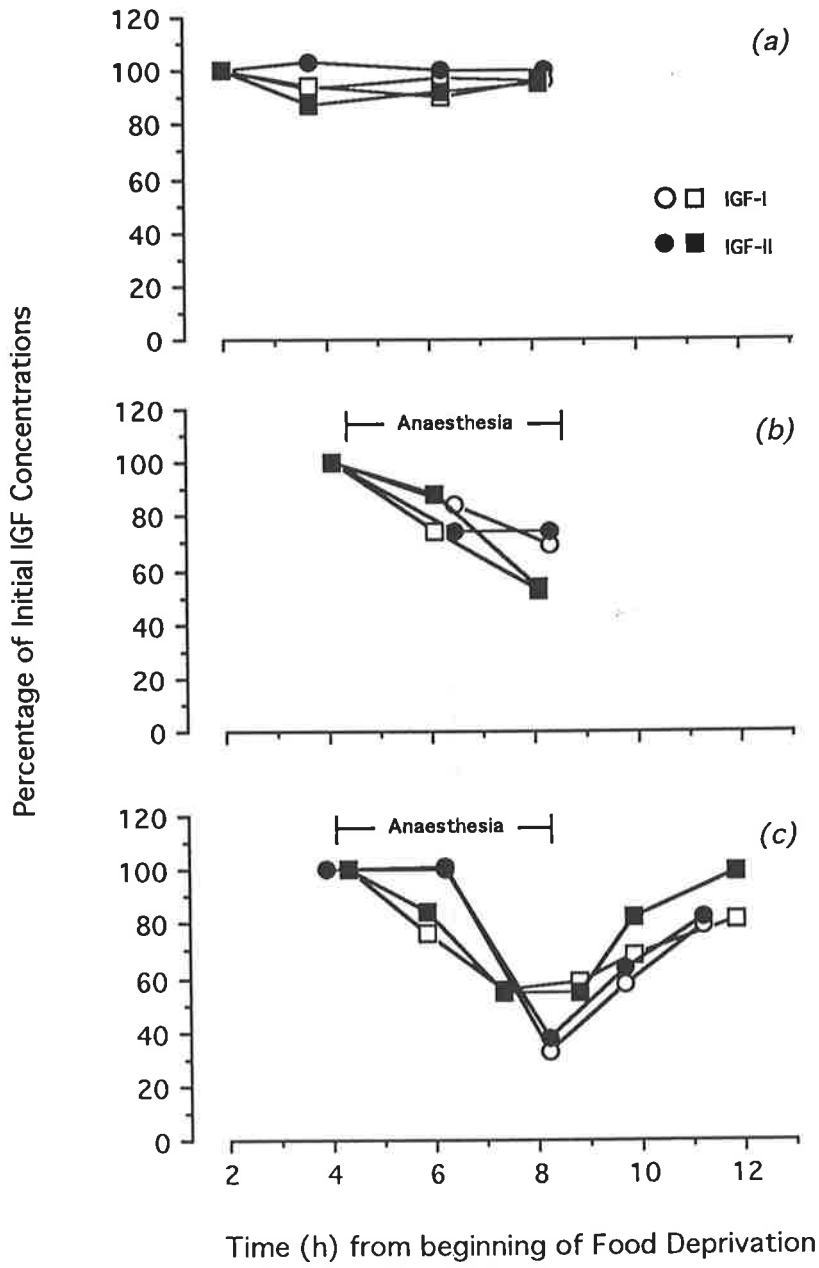 120
100
80
60
40
20
0
(a)
IGF-I
IGF-II
Percentage of Initial IGF Concentrations
120
100
80
60
40
20
0
Anaesthesia
(b)
120
100
80
60
40
20
0
Anaesthesia
(c)
2 4 6 8 10 12
Time (h) from beginning of Food Deprivation